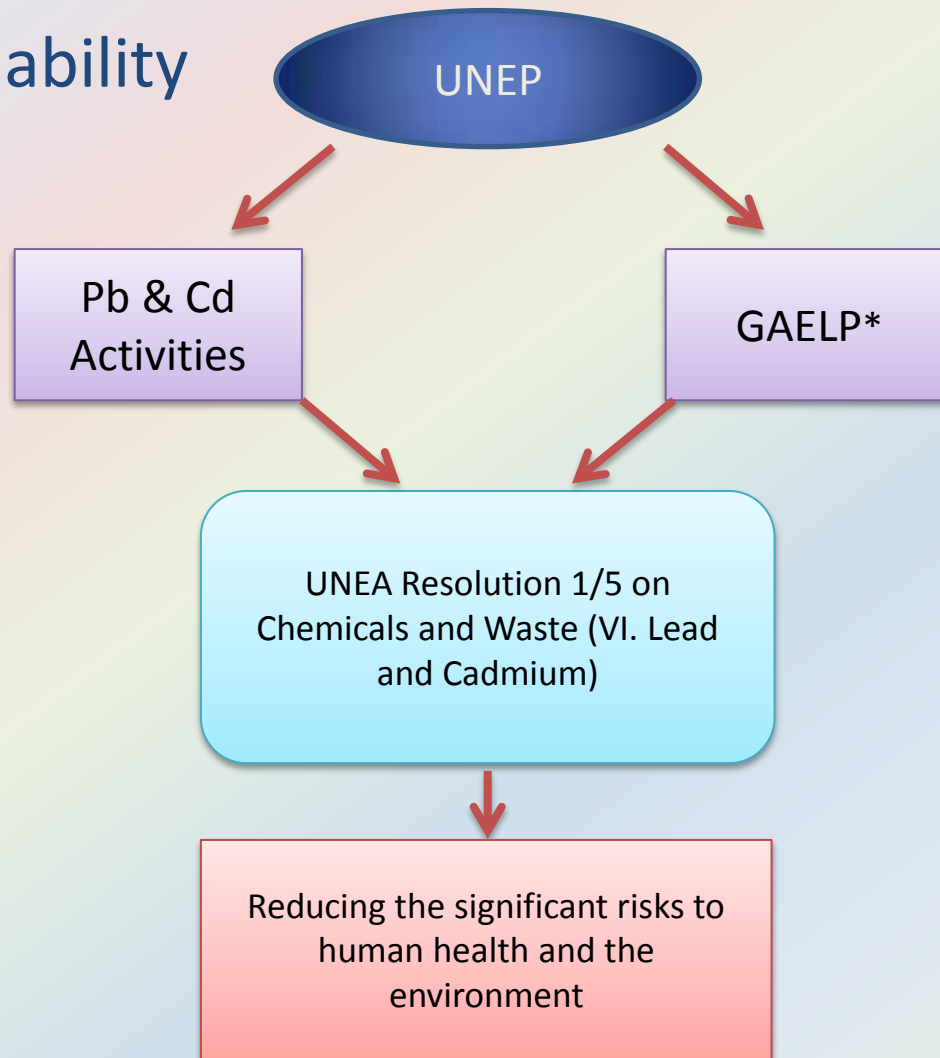 ability
UNEP
Pb & Cd
Activities
GAELP*
UNEA Resolution 1/5 on
Chemicals and Waste (VI. Lead
and Cadmium)
Reducing the significant risks to
human health and the
environment